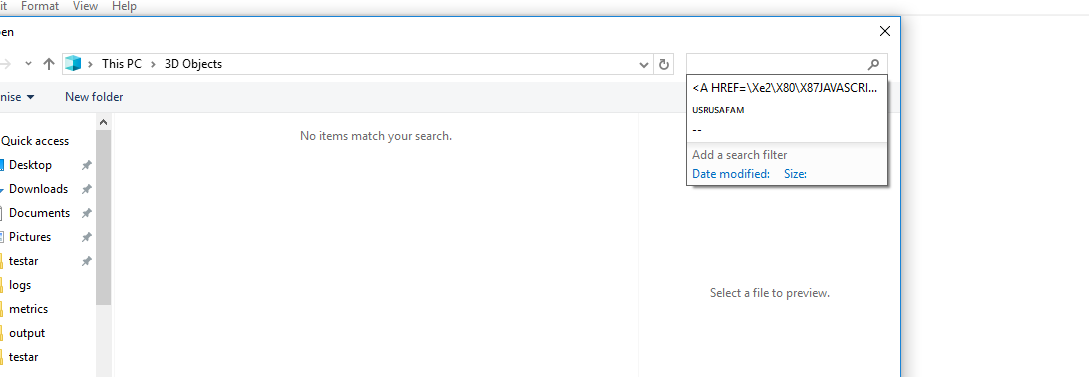 it Format View Help
pen
This PC > 3D Objects
nise New folder
<A HREF=\Xe2\X80\X87JAVASCRI...
ᴜsʀᴜsᴀғᴀᴍ
--
Add a search filter
Date modified: Size:
No items match your search.
Quick access
Desktop
Downloads
Documents
Pictures
testar
logs
metrics
output
testar
Select a file to preview.